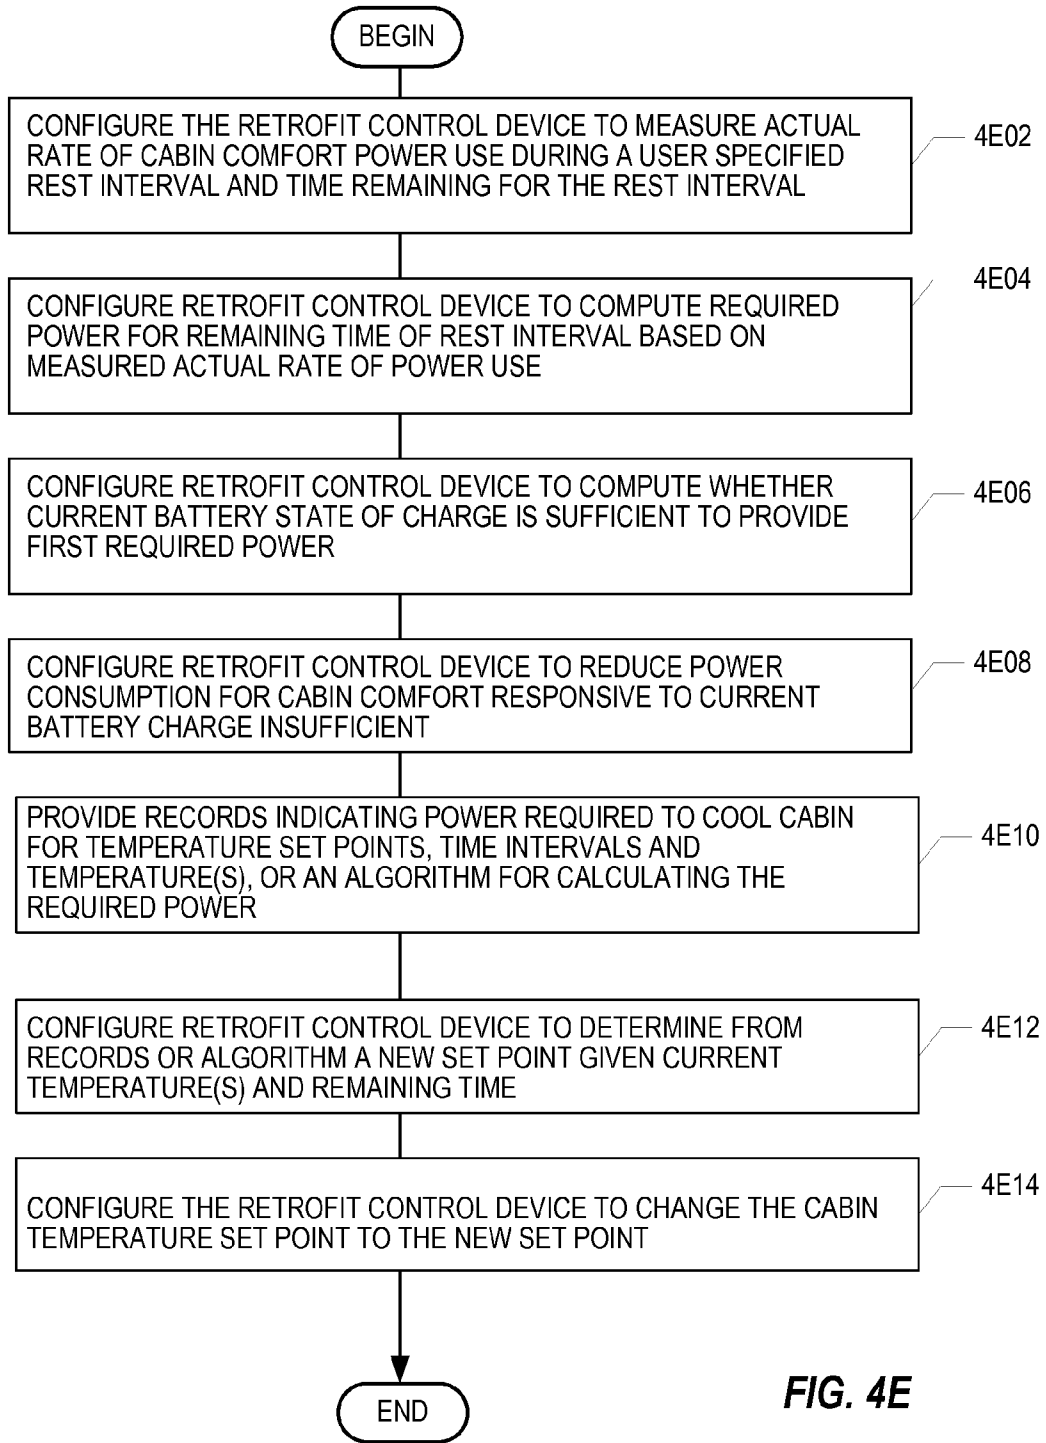 BEGIN
CONFIGURE THE RETROFIT CONTROL DEVICE TO MEASURE ACTUAL
RATE OF CABIN COMFORT POWER USE DURING A USER SPECIFIED
REST INTERVAL AND TIME REMAINING FOR THE REST INTERVAL
4E02
CONFIGURE RETROFIT CONTROL DEVICE TO COMPUTE REQUIRED
POWER FOR REMAINING TIME OF REST INTERVAL BASED ON
MEASURED ACTUAL RATE OF POWER USE
4E04
CONFIGURE RETROFIT CONTROL DEVICE TO COMPUTE WHETHER
CURRENT BATTERY STATE OF CHARGE IS SUFFICIENT TO PROVIDE
FIRST REQUIRED POWER
4E06
CONFIGURE RETROFIT CONTROL DEVICE TO REDUCE POWER
CONSUMPTION FOR CABIN COMFORT RESPONSIVE TO CURRENT
BATTERY CHARGE INSUFFICIENT
4E08
PROVIDE RECORDS INDICATING POWER REQUIRED TO COOL CABIN
FOR TEMPERATURE SET POINTS, TIME INTERVALS AND
TEMPERATURE(S), OR AN ALGORITHM FOR CALCULATING THE
REQUIRED POWER
4E10
CONFIGURE RETROFIT CONTROL DEVICE TO DETERMINE FROM
RECORDS OR ALGORITHM A NEW SET POINT GIVEN CURRENT
TEMPERATURE(S) AND REMAINING TIME
4E12
CONFIGURE THE RETROFIT CONTROL DEVICE TO CHANGE THE CABIN
TEMPERATURE SET POINT TO THE NEW SET POINT
4E14
END
FIG. 4E